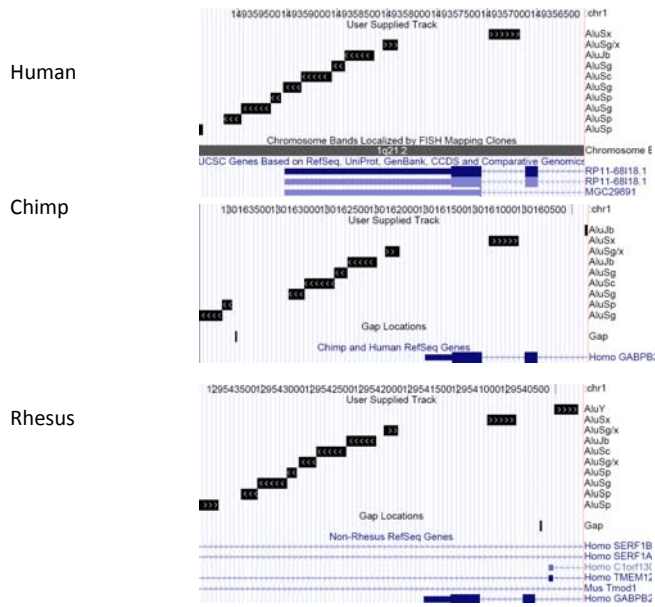 149359500149359000149358500149358000149357500149357000149356500 chr1
User Supplied Track
AluSx
AluSg/x
Human
AluJb
AluSg
AluSc
AluSg
AluSp
AluSg
AluSp
AluSp
Chromosome Bands Localized by FISH Mapping Clones
1q21.2
Chromosome B
UCSC Genes Based on RefSeq, UniProt, GenBank, CCDS and Comparative Genomics
RP11-68I18.1
RP11-68I18.1
MGC29891
Chimp
130163500130163000130162500130162000130161500130161000130160500 chr1
User Supplied Track
AluJb
AluSx
AluSg/x
AluJb
AluSg
AluSc
AluSg
AluSp
AluSg
Gap Locations
Gap
Chimp and Human RefSeq Genes
Homo GABPB2
129543500129543000129542500129542000129541500129541000129540500 chr1
User Supplied Track
AluY
Rhesus
AluSx
AluSg/x
AluJb
AluSc
AluSg/x
AluSp
AluSg
AluSp
AluSp
Gap Locations
Gap
Non-Rhesus RefSeq Genes
Homo SERF1B
Homo SERF1A
Homo C1orf130
Homo TMEM12
Mus Tmod1
Homo GABPB2